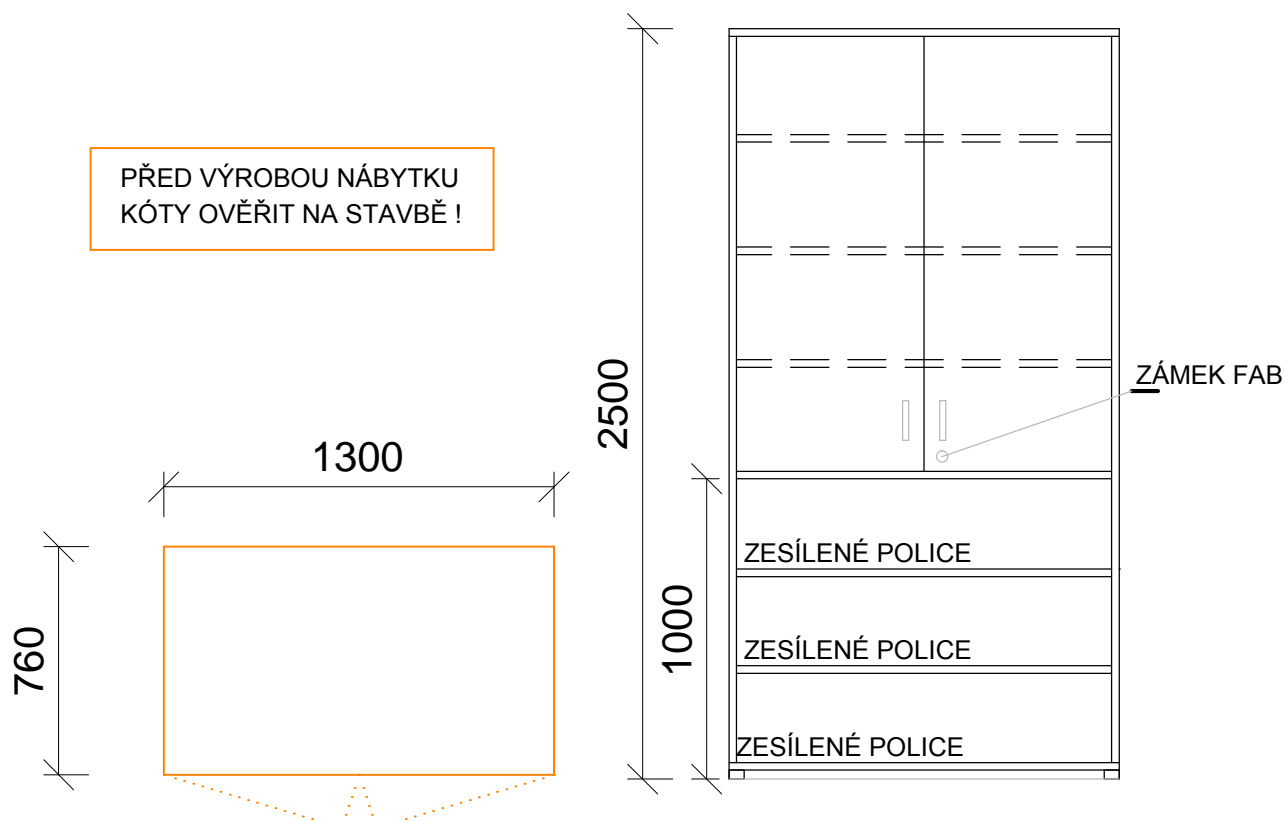 PŘED VÝROBOU NÁBYTKU
KÓTY OVĚŘIT NA STAVBĚ !
2500
ZÁMEK FAB
1300
760
1000
ZESÍLENÉ POLICE
ZESÍLENÉ POLICE
ZESÍLENÉ POLICE